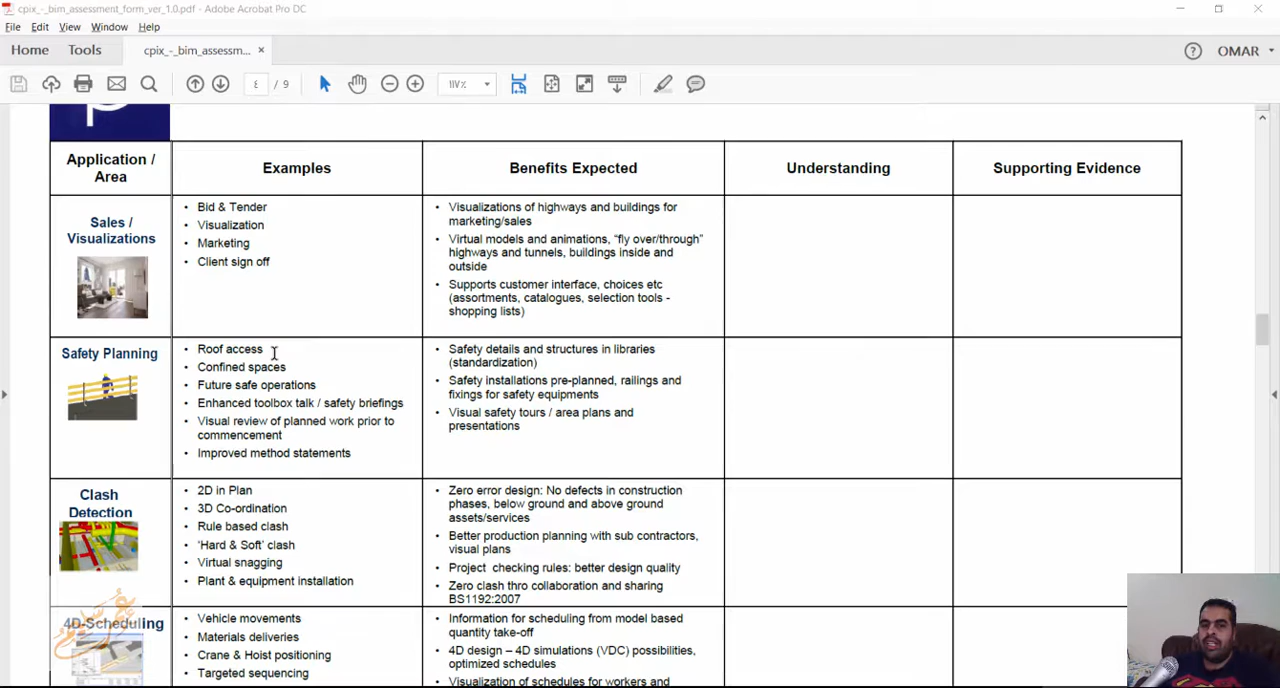 cpix_-_bim_assessment_form_ver_1.0.pdf - Adobe Acrobat Pro DC
File Edit View Window Help
Home Tools cpix_-_bim_assessm... × OMAR
٤ / 9 ١١٧٪
Application / Area
Examples
Benefits Expected
Understanding
Supporting Evidence
Sales /
Visualizations
• Bid & Tender
• Visualization
• Marketing
• Client sign off
• Visualizations of highways and buildings for
marketing/sales
• Virtual models and animations, “fly over/through”
highways and tunnels, buildings inside and
outside
• Supports customer interface, choices etc
(assortments, catalogues, selection tools -
shopping lists)
Safety Planning
• Roof access
• Confined spaces
• Future safe operations
• Enhanced toolbox talk / safety briefings
• Visual review of planned work prior to
commencement
• Improved method statements
• Safety details and structures in libraries
(standardization)
• Safety installations pre-planned, railings and
fixings for safety equipments
• Visual safety tours / area plans and
presentations
Clash
Detection
• 2D in Plan
• 3D Co-ordination
• Rule based clash
• ‘Hard & Soft’ clash
• Virtual snagging
• Plant & equipment installation
• Zero error design: No defects in construction
phases, below ground and above ground
assets/services
• Better production planning with sub contractors,
visual plans
• Project checking rules: better design quality
• Zero clash thro collaboration and sharing
BS1192:2007
4D-Scheduling
• Vehicle movements
• Materials deliveries
• Crane & Hoist positioning
• Targeted sequencing
• Information for scheduling from model based
quantity take-off
• 4D design – 4D simulations (VDC) possibilities,
optimized schedules
• Visualization of schedules for workers and